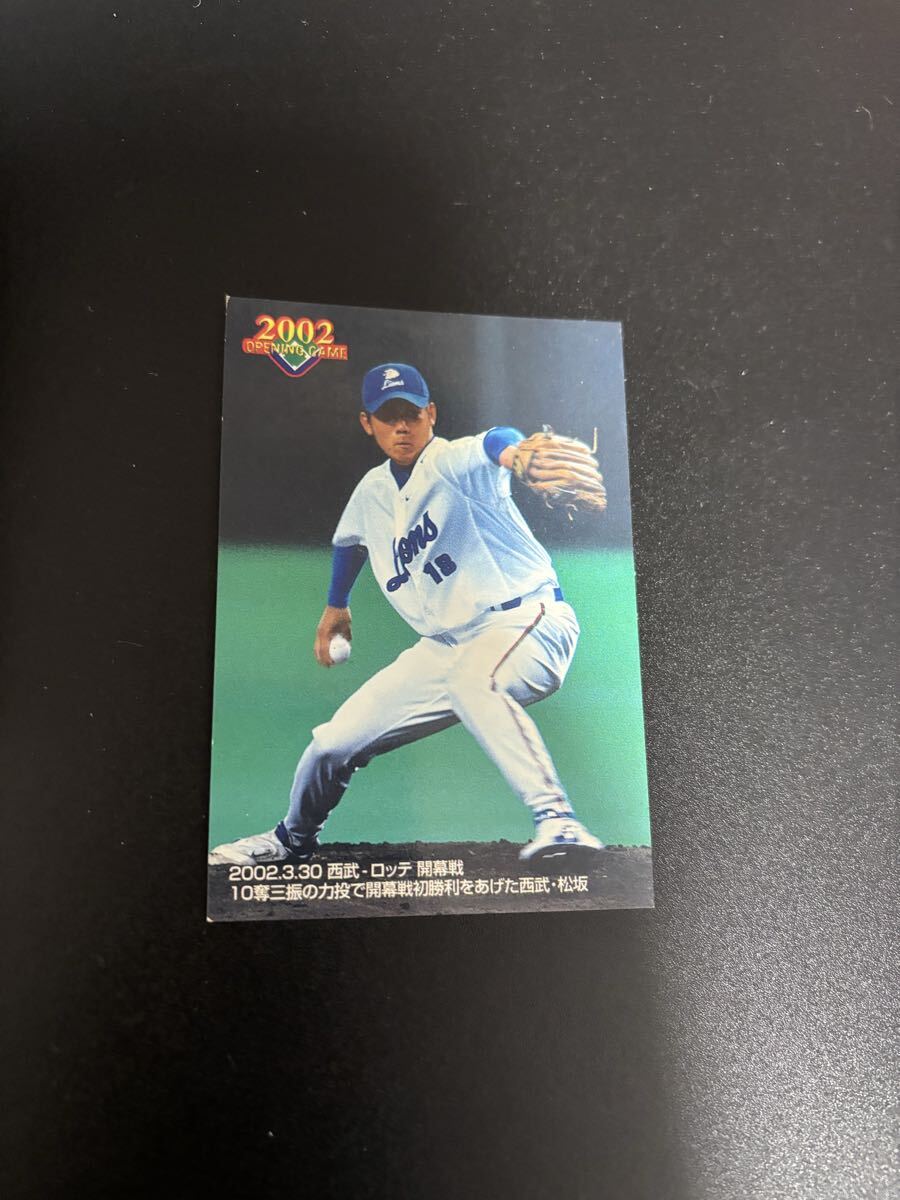 2002
OPENING GAME
Lions
Lions
18
2002.3.30 西武-ロッテ 開幕戦
10奪三振の力投で開幕戦初勝利をあげた西武・松坂